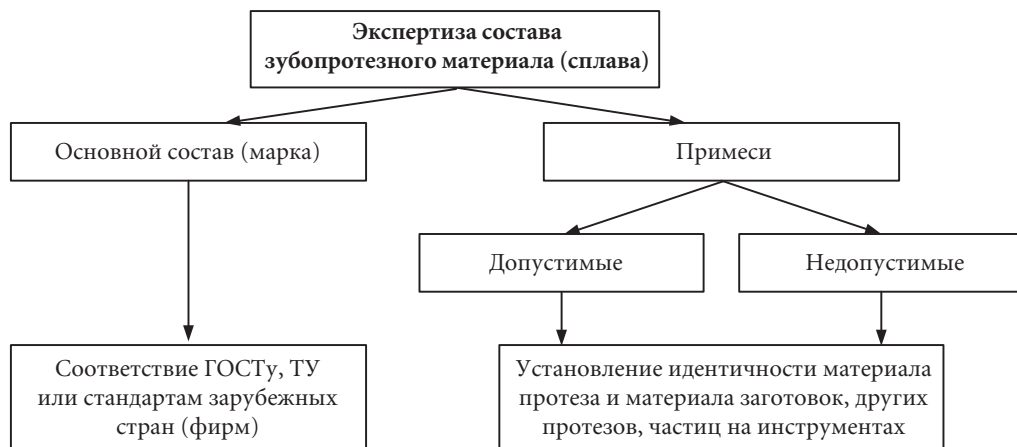 Экспертиза состава
зубопротезного материала (сплава)
Основной состав (марка)
Примеси
Допустимые
Недопустимые
Соответствие ГОСТу, ТУ
или стандартам зарубежных
стран (фирм)
Установление идентичности материала
протеза и материала заготовок, других
протезов, частиц на инструментах